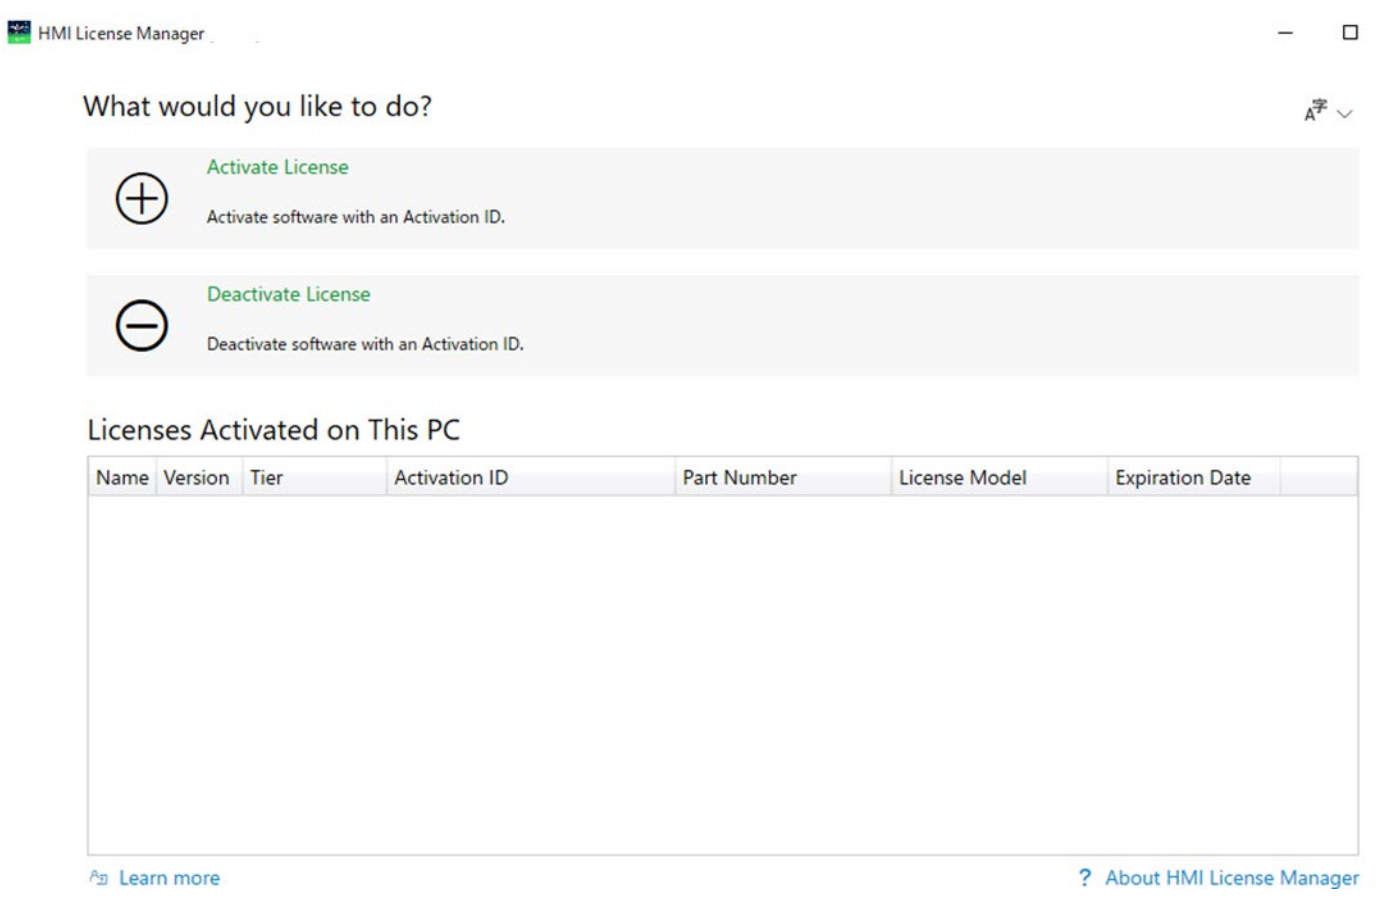 HMI License Manager
What would you like to do?
A字
Activate License
Activate software with an Activation ID.
Deactivate License
Deactivate software with an Activation ID.
Licenses Activated on This PC
Name Version Tier Activation ID Part Number License Model Expiration Date
Learn more ? About HMI License Manager